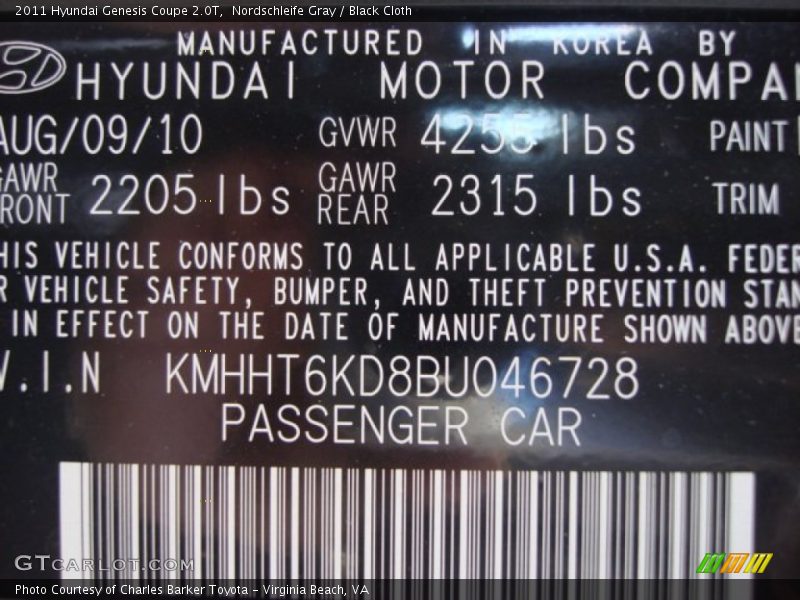 2011 Hyundai Genesis Coupe 2.0T,  Nordschleife Gray / Black Cloth
MANUFACTURED IN KOREA BY
HYUNDAI MOTOR COMPA
AUG/09/10 GVWR 4255 lbs PAINT
GAWR FRONT 2205 lbs GAWR REAR 2315 lbs TRIM
HIS VEHICLE CONFORMS TO ALL APPLICABLE U.S.A. FEDER
R VEHICLE SAFETY, BUMPER, AND THEFT PREVENTION STAN
IN EFFECT ON THE DATE OF MANUFACTURE SHOWN ABOVE
V.I.N KMHHT6KD8BU046728
PASSENGER CAR
GTCARLOT.COM
Photo Courtesy of Charles Barker Toyota – Virginia Beach, VA